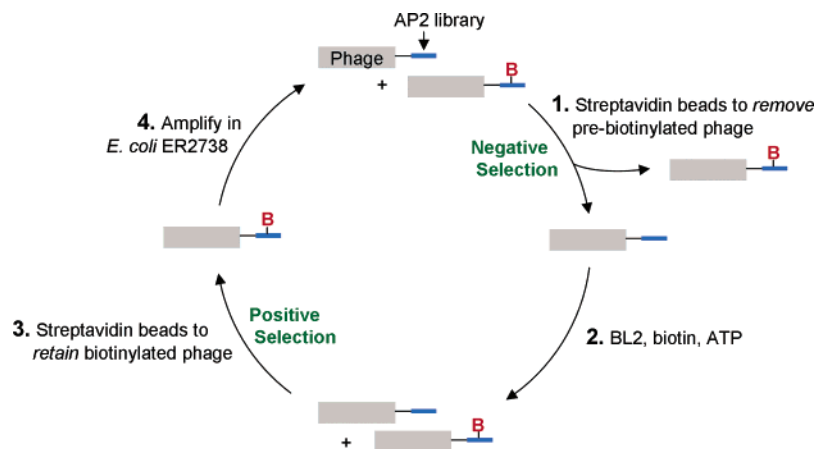 AP2 library
Phage
B
+
1. Streptavidin beads to remove
pre-biotinylated phage
4. Amplify in
E. coli ER2738
Negative
Selection
B
B
Positive
Selection
3. Streptavidin beads to
retain biotinylated phage
2. BL2, biotin, ATP
B
+